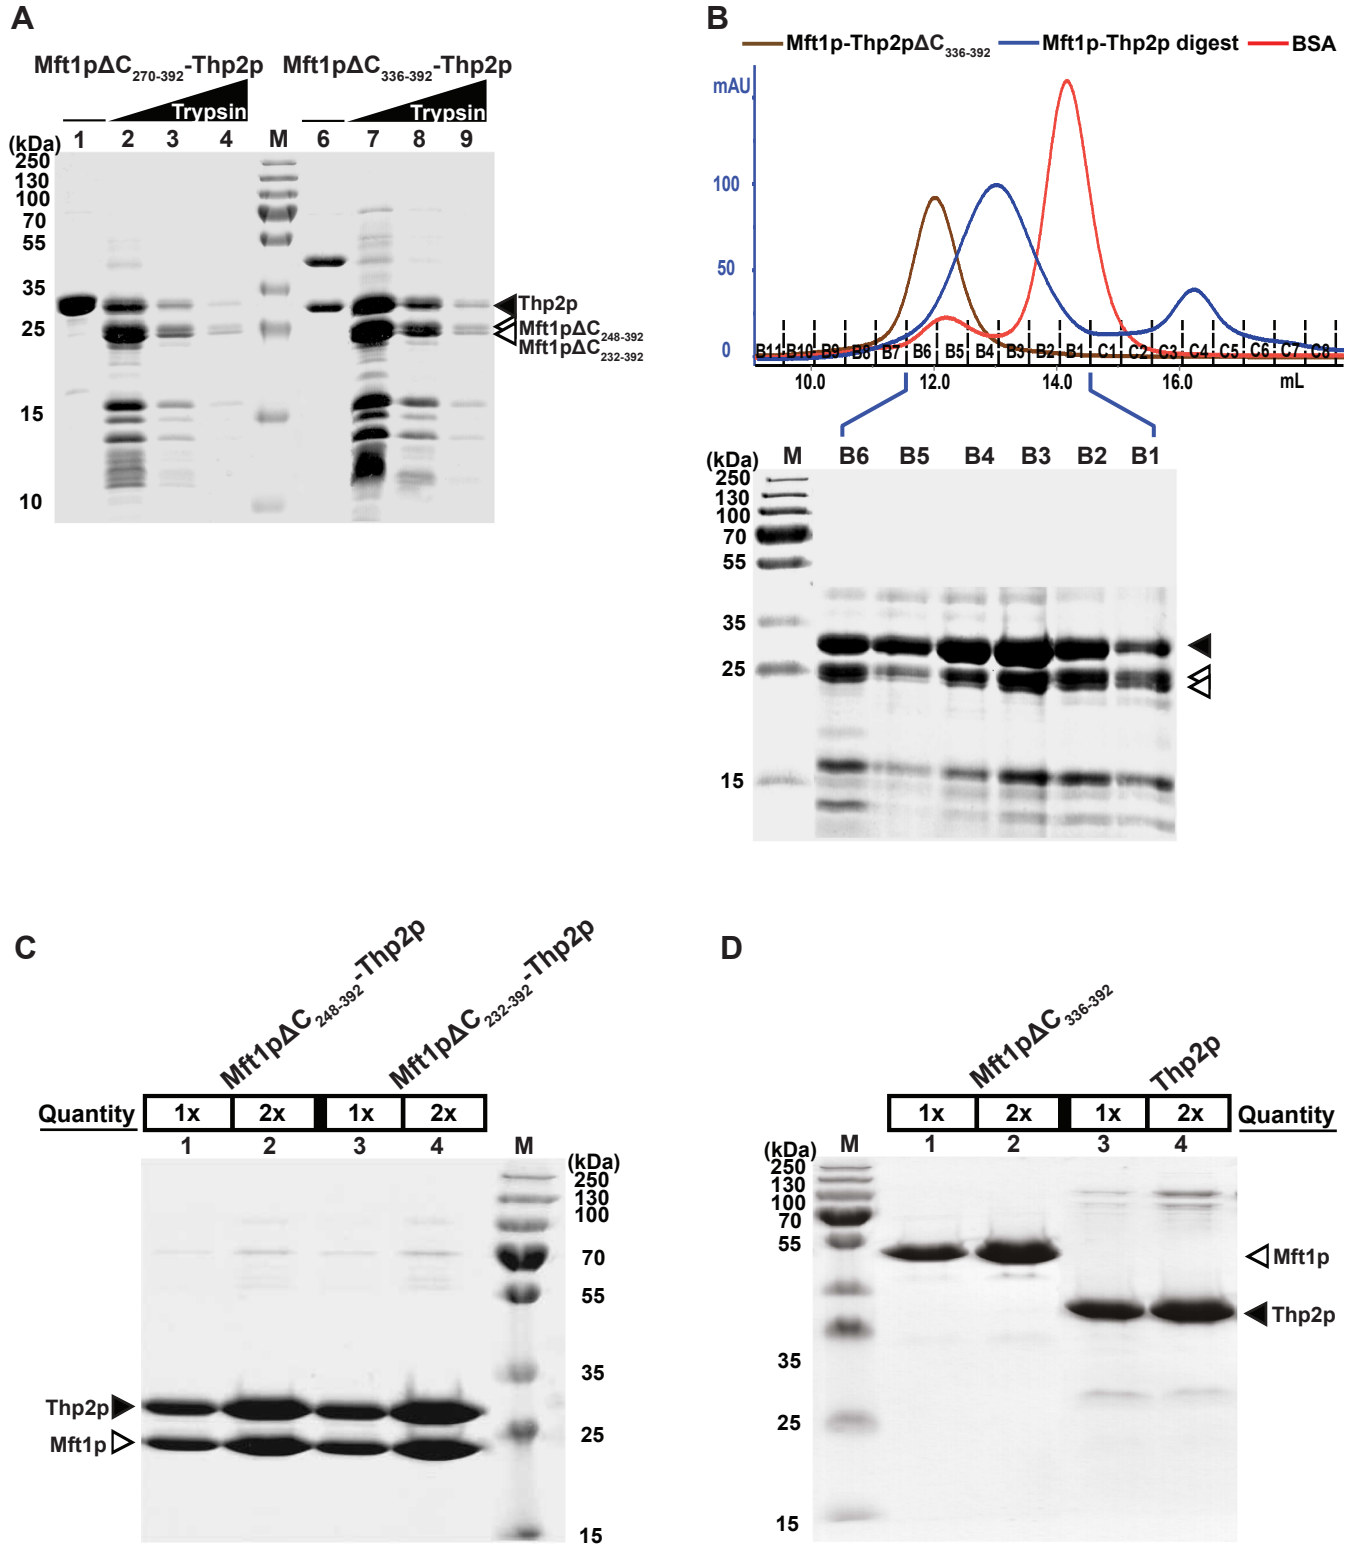 A
Mft1pΔC270-392-Thp2p Mft1pΔC336-392-Thp2p
Trypsin Trypsin
(kDa) 1 2 3 4 M 6 7 8 9
250
130
100
70
55
35
25
15
10
Thp2p
Mft1pΔC248-392
Mft1pΔC232-392
B
Mft1p-Thp2pΔC336-392 Mft1p-Thp2p digest BSA
mAU
100
50
0
B11 B10 B9 B8 B7 B6 B5 B4 B3 B2 B1 C1 C2 C3 C4 C5 C6 C7 C8
10.0 12.0 14.0 16.0 mL
(kDa) M B6 B5 B4 B3 B2 B1
250
130
100
70
55
35
25
15
C
Mft1pΔC248-392-Thp2p
Mft1pΔC232-392-Thp2p
Quantity 1x 2x 1x 2x
1 2 3 4 M
(kDa)
250
130
100
70
55
35
25
15
Thp2p
Mft1p
D
Mft1pΔC336-392
Thp2p
1x 2x 1x 2x Quantity
(kDa) M 1 2 3 4
250
130
100
70
55
35
25
15
Mft1p
Thp2p